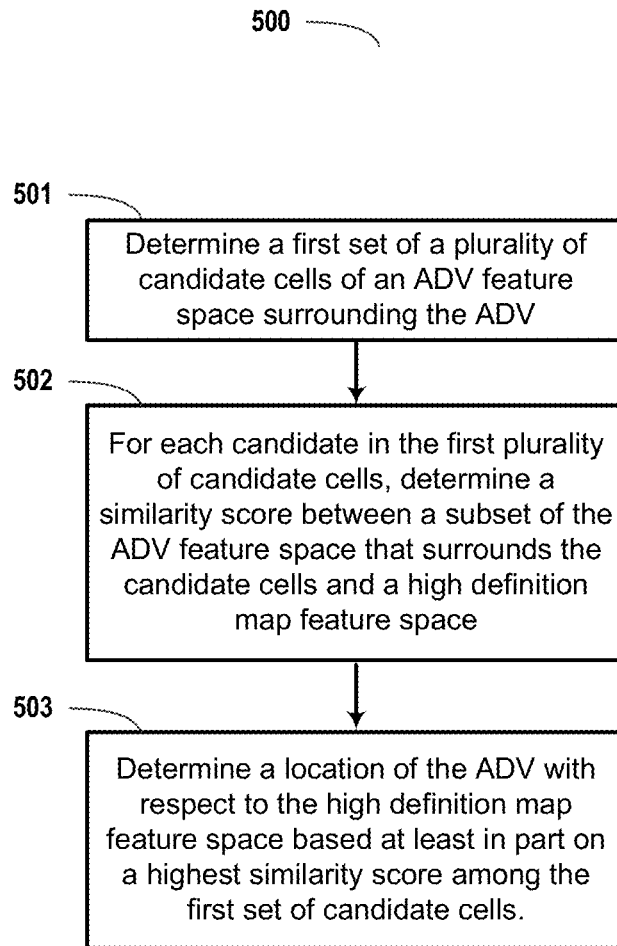 500
501
Determine a first set of a plurality of
candidate cells of an ADV feature
space surrounding the ADV
502
For each candidate in the first plurality
of candidate cells, determine a
similarity score between a subset of the
ADV feature space that surrounds the
candidate cells and a high definition
map feature space
503
Determine a location of the ADV with
respect to the high definition map
feature space based at least in part on
a highest similarity score among the
first set of candidate cells.